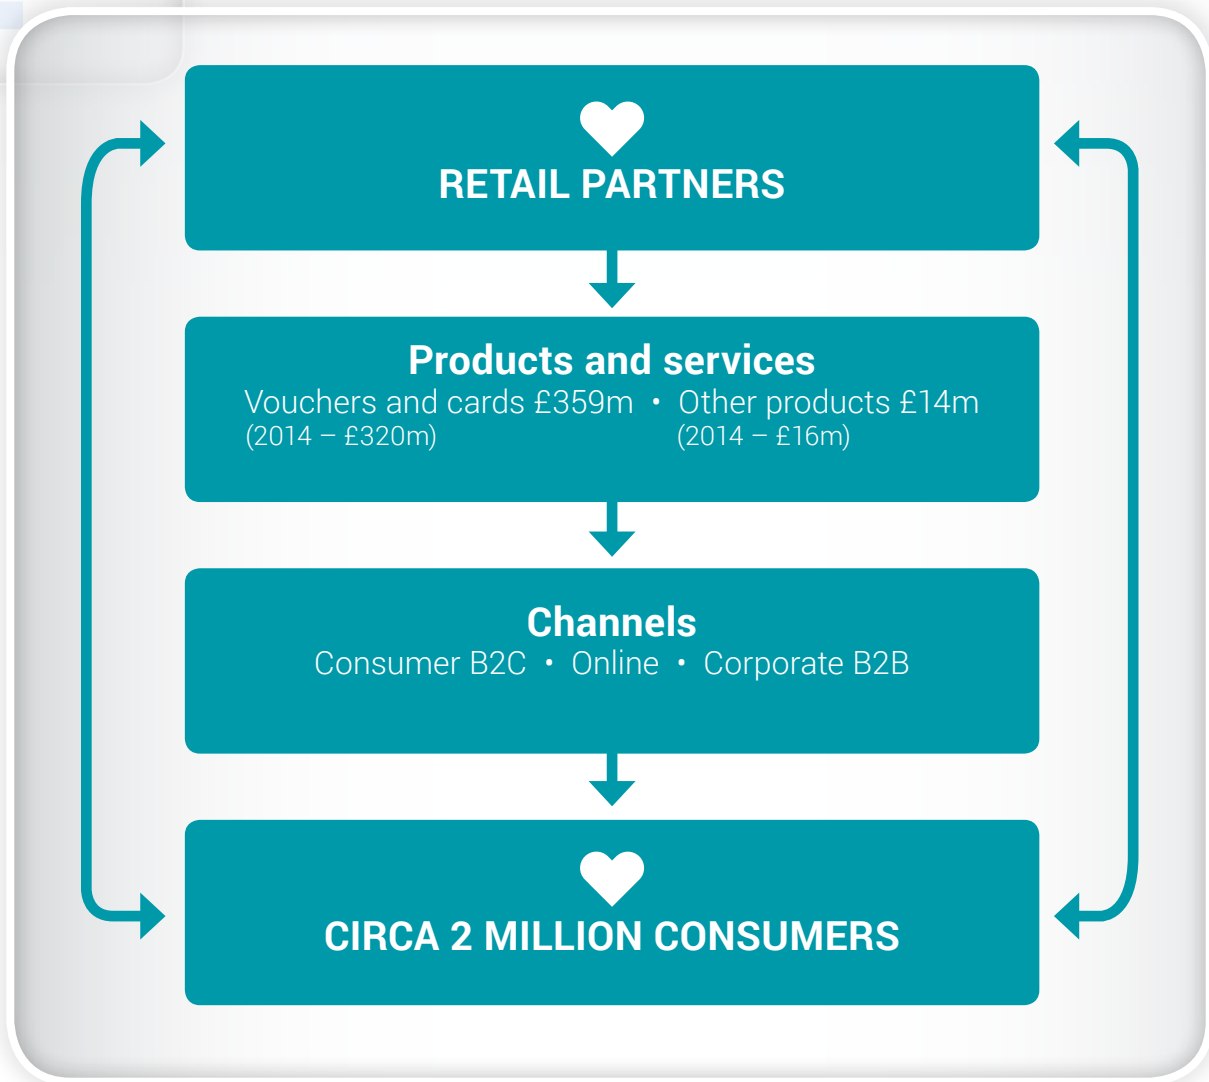 RETAIL PARTNERS
Products and services
Vouchers and cards £359m • Other products £14m
(2014 – £320m) (2014 – £16m)
Channels
Consumer B2C • Online • Corporate B2B
CIRCA 2 MILLION CONSUMERS